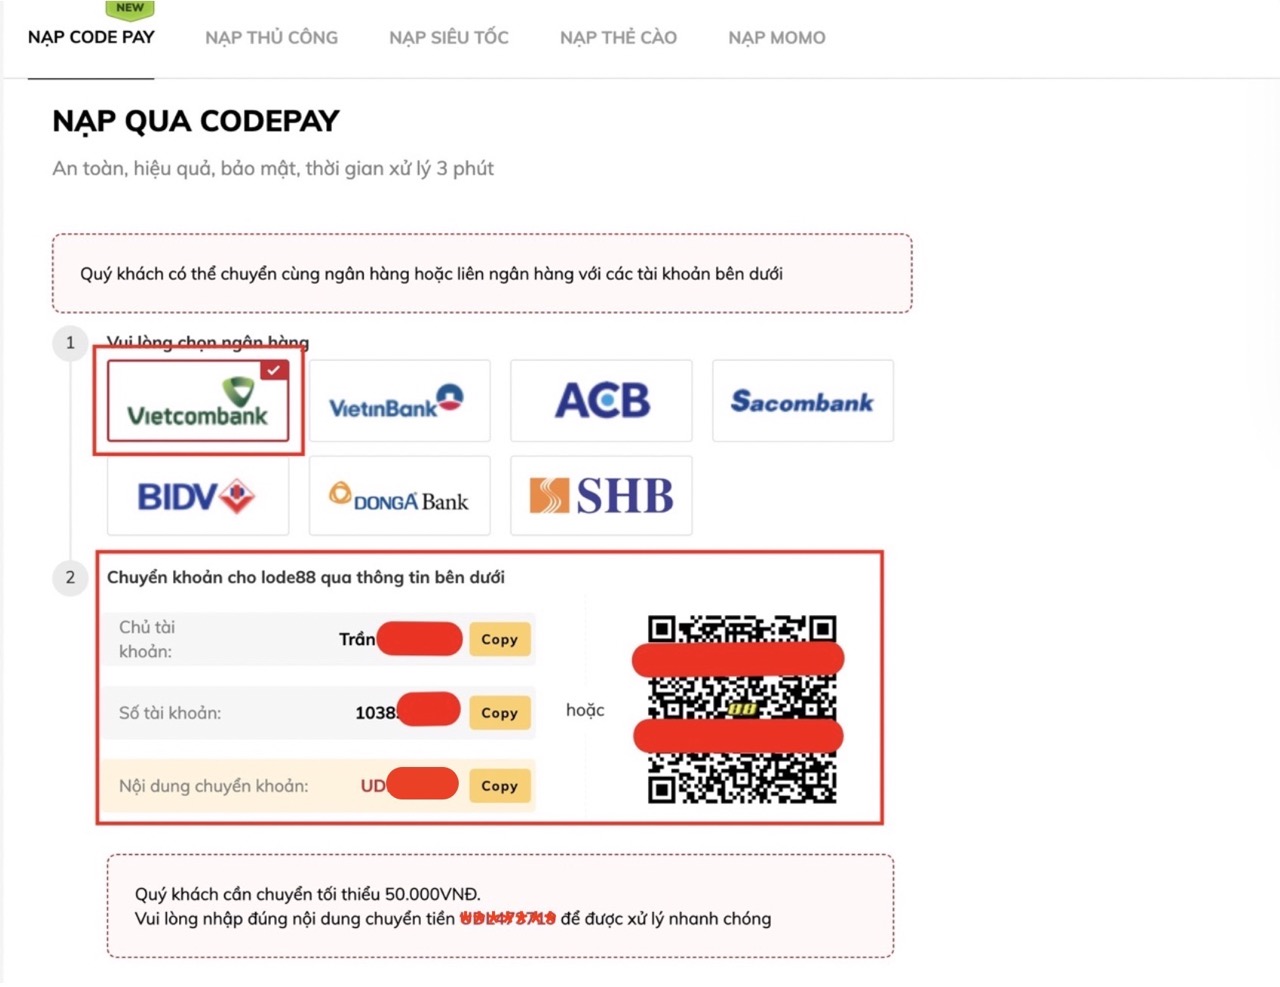 NEW
NẠP CODE PAY
NẠP THỦ CÔNG
NẠP SIÊU TỐC
NẠP THẺ CÀO
NẠP MOMO
NẠP QUA CODEPAY
An toàn, hiệu quả, bảo mật, thời gian xử lý 3 phút
Quý khách có thể chuyển cùng ngân hàng hoặc liên ngân hàng với các tài khoản bên dưới
1
Vui lòng chọn ngân hàng
Vietcombank
VietinBank
ACB
Sacombank
BIDV
DONGA Bank
SHB
2
Chuyển khoản cho lode88 qua thông tin bên dưới
Chủ tài
khoản:
Trần
Copy
Số tài khoản:
1038
Copy
Nội dung chuyển khoản:
UD
Copy
hoặc
88
Quý khách cần chuyển tối thiểu 50.000VNĐ.
Vui lòng nhập đúng nội dung chuyển tiền để được xử lý nhanh chóng